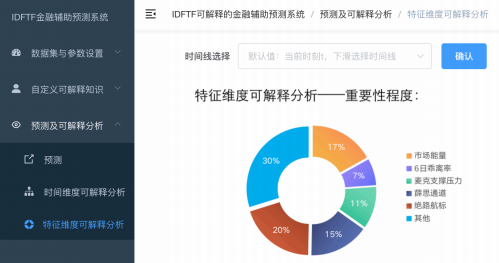 IDFTF金融辅助预测系统
IDFTF可解释的金融辅助预测系统 / 预测及可解释分析 / 特征维度可解释分析
数据集与参数设置
自定义可解释知识
预测及可解释分析
预测
时间维度可解释分析
特征维度可解释分析
时间线选择
默认值：当前时刻t，下滑选择时间线
确认
特征维度可解释分析——重要性程度：
17%
7%
11%
15%
20%
30%
市场能量
6日乖离率
麦克支撑压力
薛思通道
绝路航标
其他